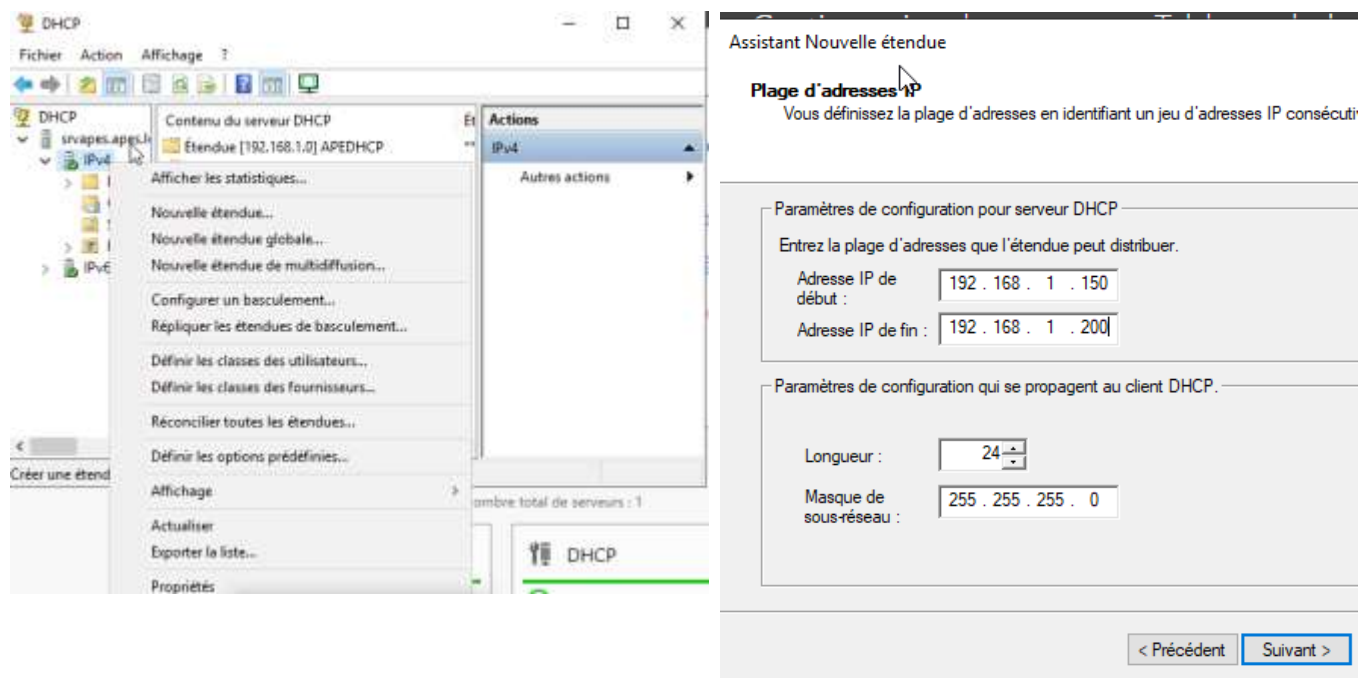 DHCP
Fichier Action Affichage ?
DHCP
srvapes.apes.l
IPv4
IPv6
Contenu du serveur DHCP
Ét
Étendue [192.168.1.0] APEDHCP
**
Actions
IPv4
Autres actions
Afficher les statistiques...
Nouvelle étendue...
Nouvelle étendue globale...
Nouvelle étendue de multidiffusion...
Configurer un basculement...
Répliquer les étendues de basculement...
Définir les classes des utilisateurs...
Définir les classes des fournisseurs...
Réconcilier toutes les étendues...
Définir les options prédéfinies...
Affichage
Actualiser
Exporter la liste...
Propriétés
Créer une étend
ombre total de serveurs : 1
DHCP
Assistant Nouvelle étendue
Plage d'adresses IP
Vous définissez la plage d'adresses en identifiant un jeu d'adresses IP consécuti
Paramètres de configuration pour serveur DHCP
Entrez la plage d'adresses que l'étendue peut distribuer.
Adresse IP de
début :
192 . 168 . 1 . 150
Adresse IP de fin :
192 . 168 . 1 . 200
Paramètres de configuration qui se propagent au client DHCP.
Longueur :
24
Masque de
sous-réseau :
255 . 255 . 255 . 0
< Précédent
Suivant >